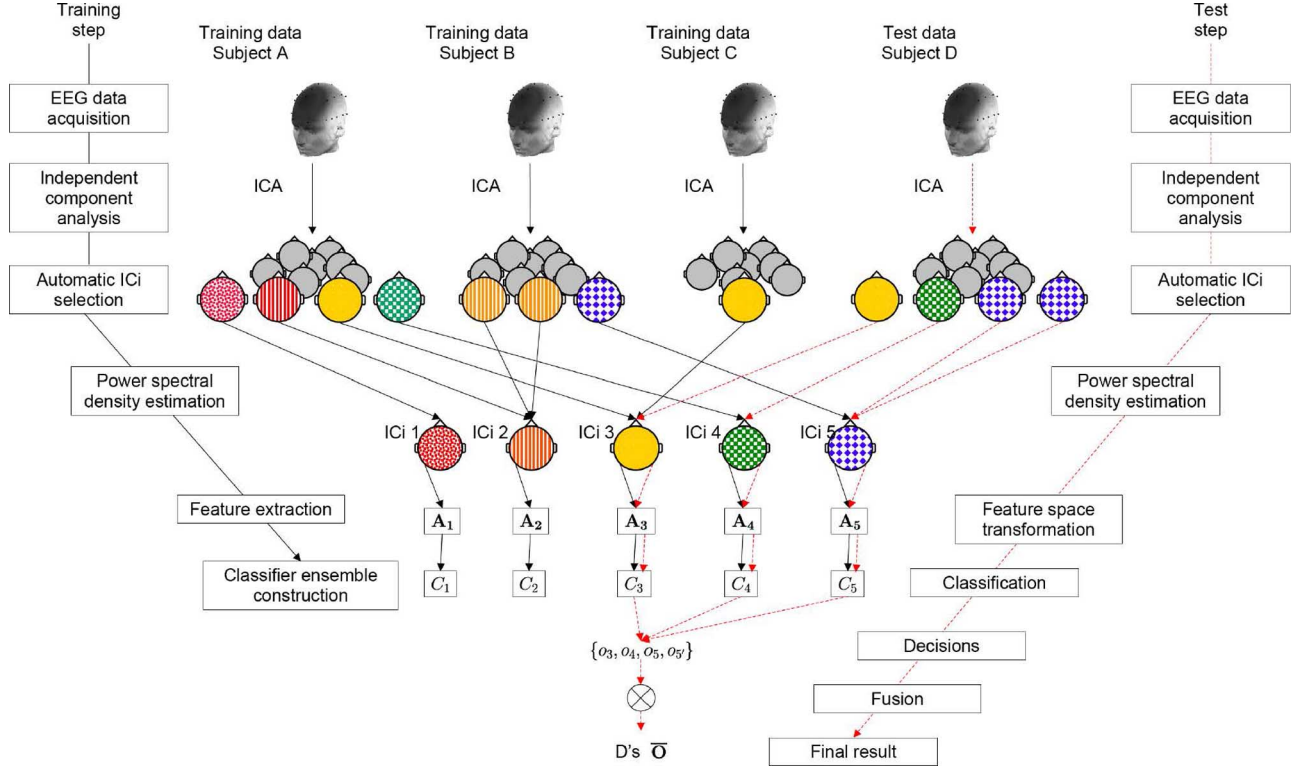 Training
step
Training data
Subject A
Training data
Subject B
Training data
Subject C
Test data
Subject D
Test
step
EEG data
acquisition
EEG data
acquisition
Independent
component
analysis
ICA
ICA
ICA
ICA
Independent
component
analysis
Automatic ICi
selection
Automatic ICi
selection
Power spectral
density estimation
Power spectral
density estimation
ICi 1
ICi 2
ICi 3
ICi 4
ICi 5
Feature extraction
A₁
A₂
A₃
A₄
A₅
Feature space
transformation
Classifier ensemble
construction
C₁
C₂
C₃
C₄
C₅
Classification
{o₃, o₄, o₅, o₅′}
Decisions
Fusion
D's O̅
Final result